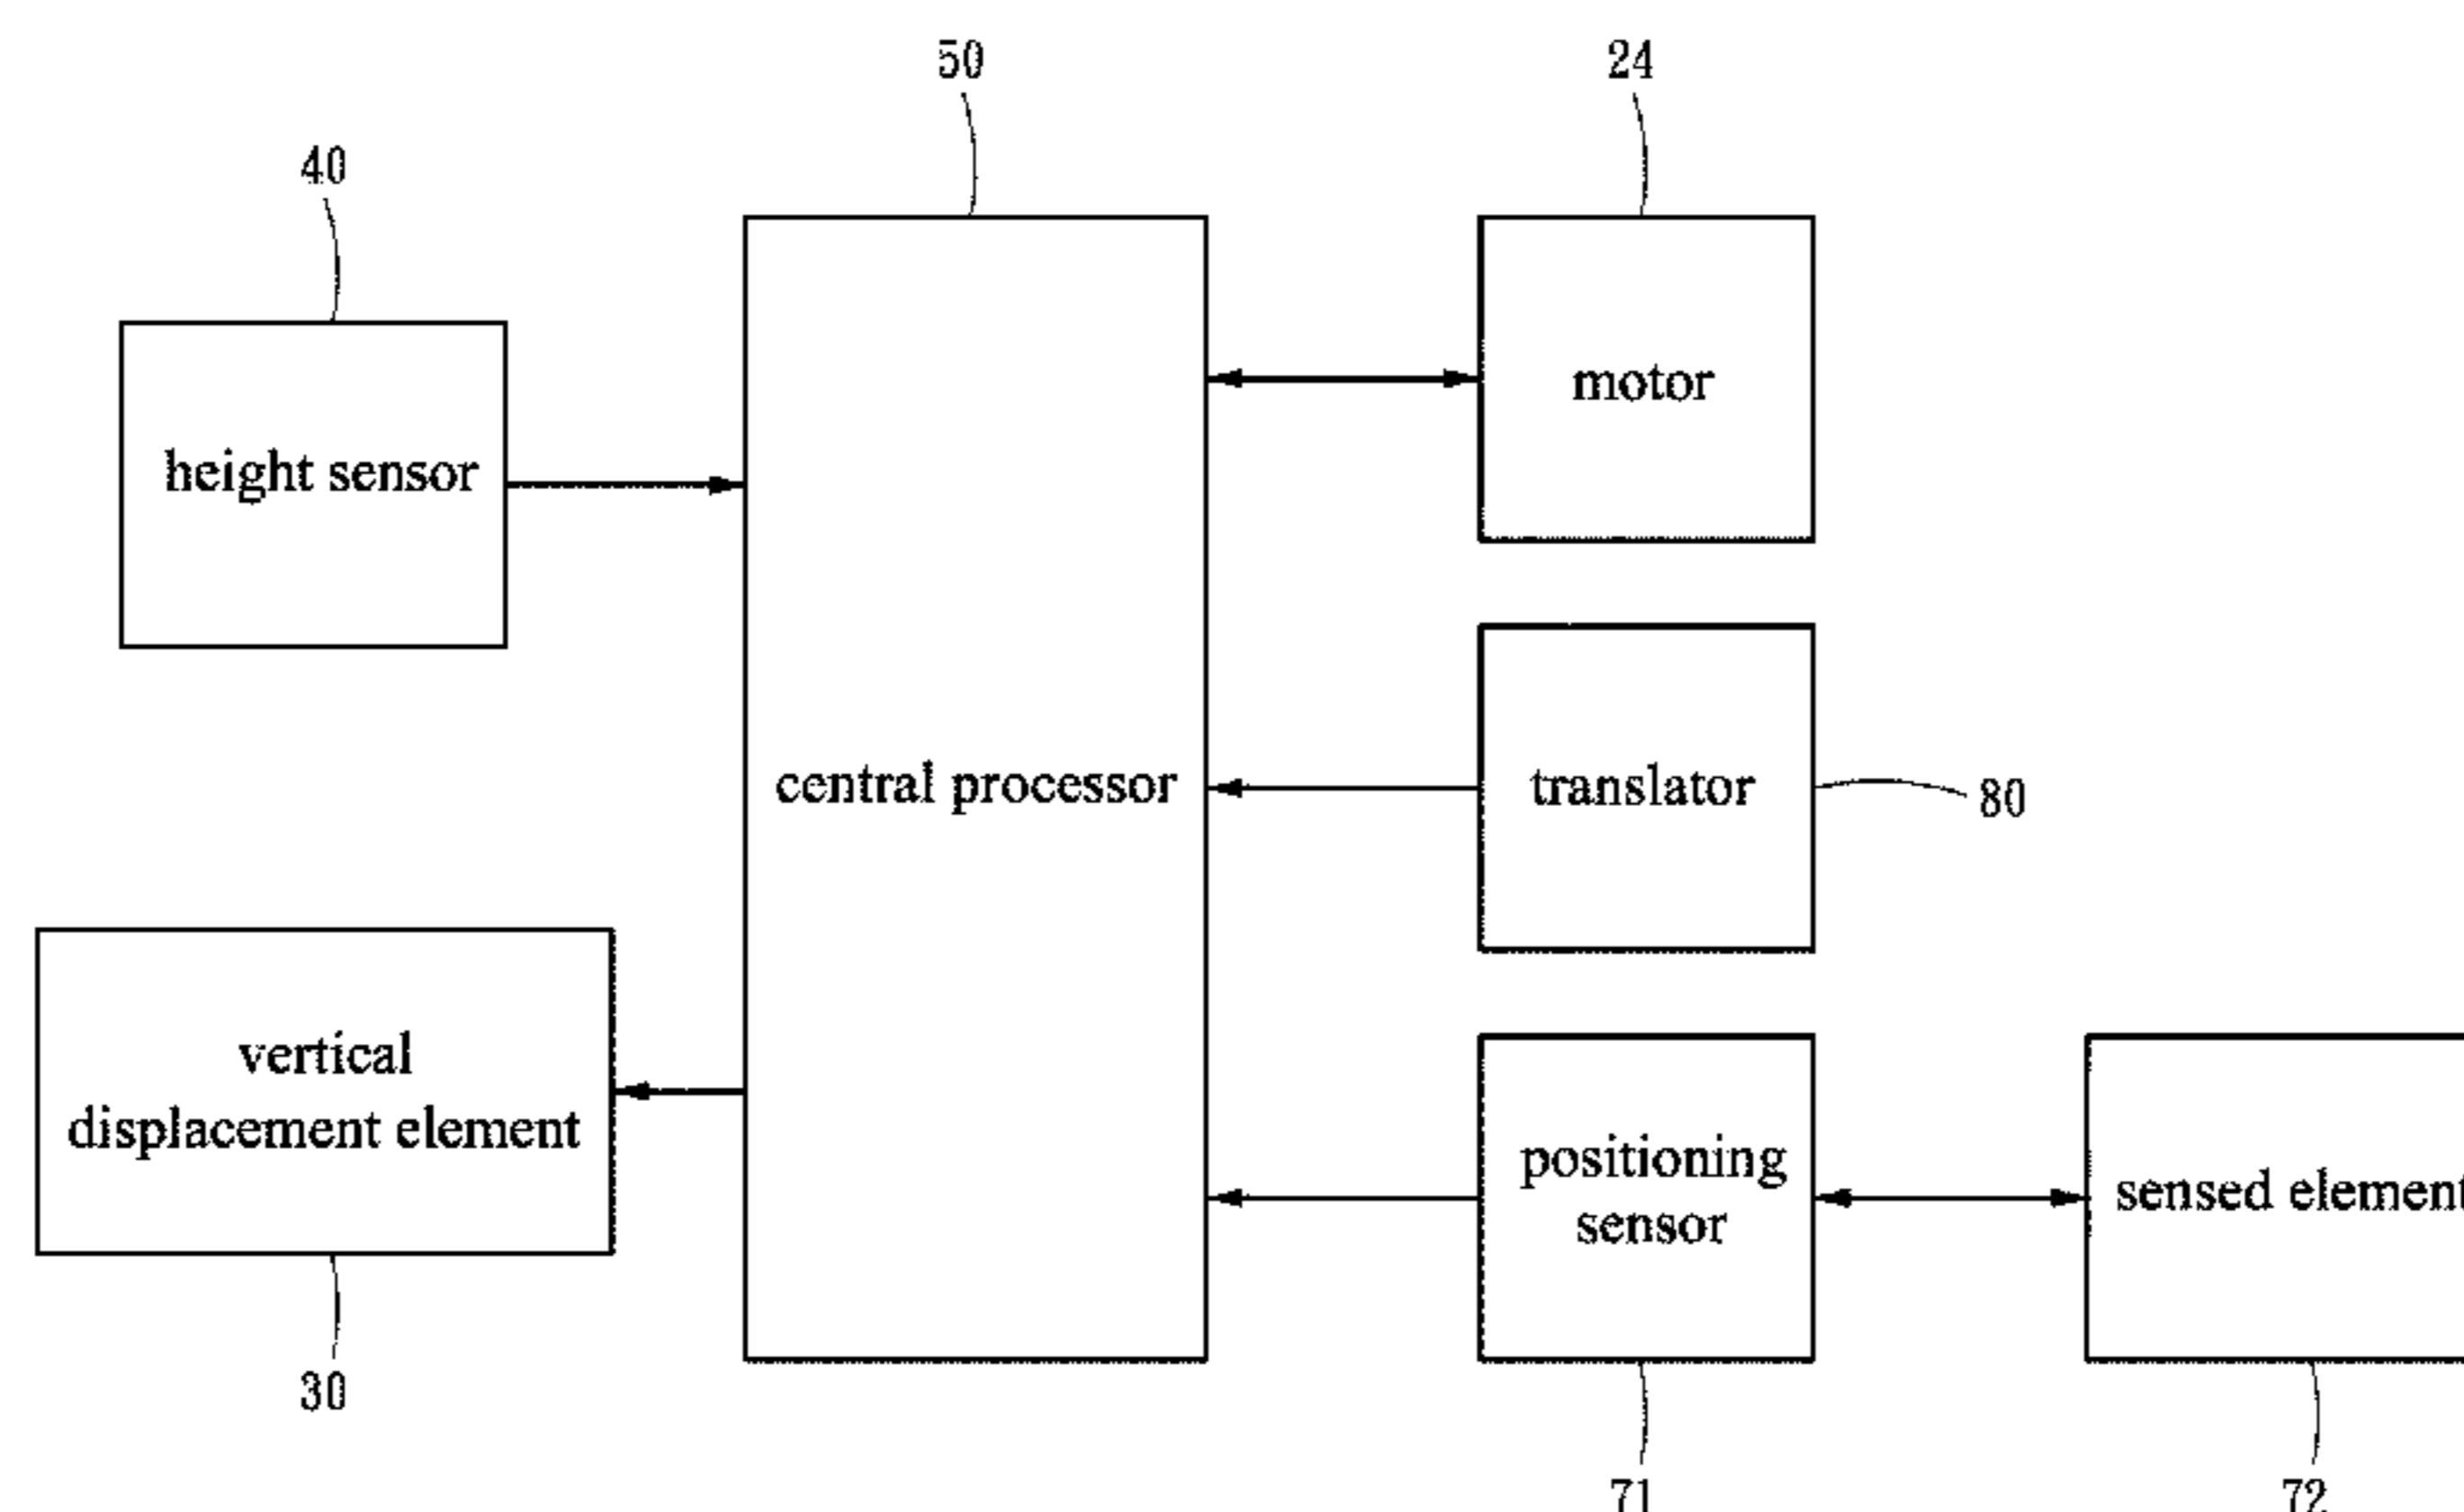 50
24
40
motor
height sensor
central processor
translator
80
vertical
displacement element
positioning
sensor
sensed element
30
71
72